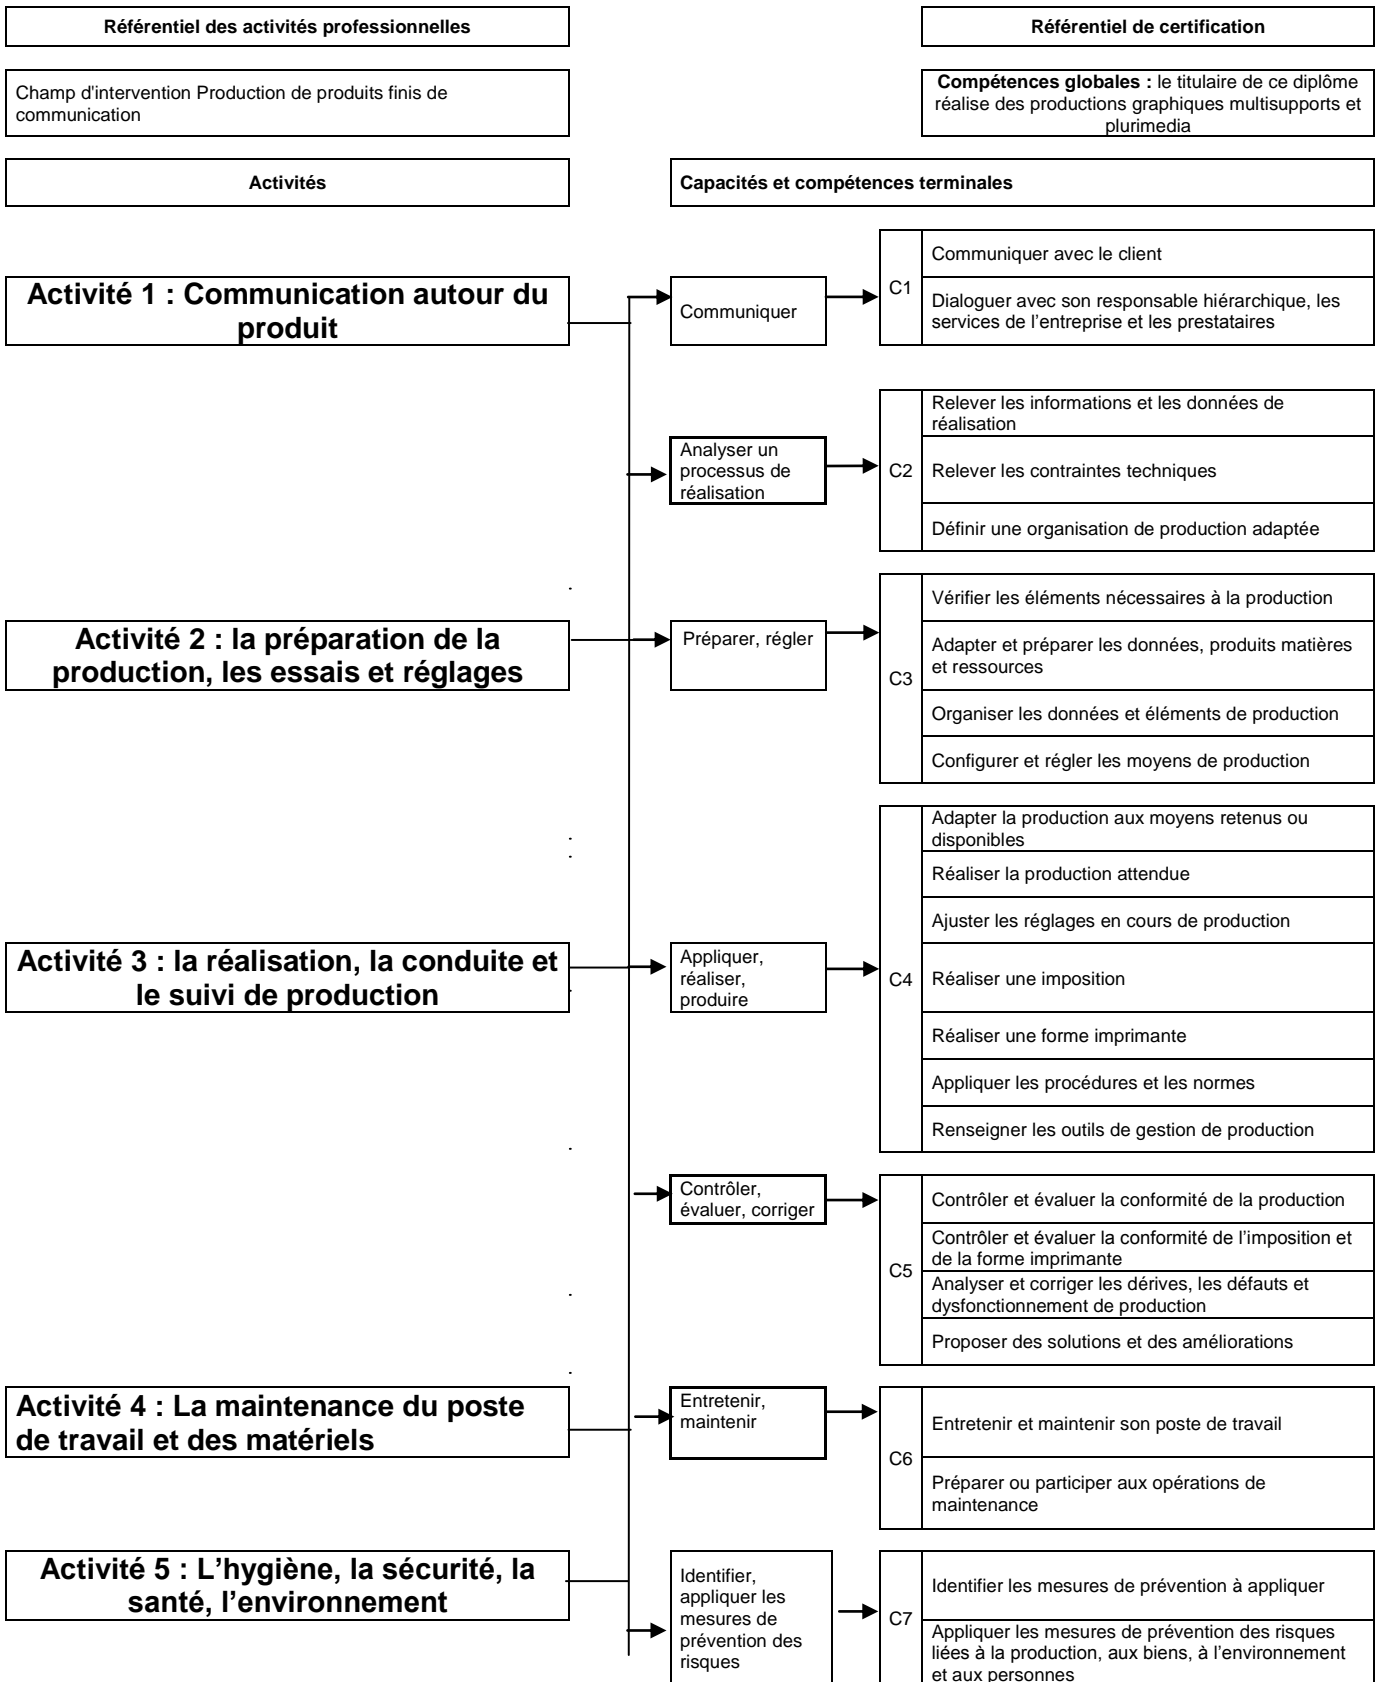 Référentiel des activités professionnelles
Référentiel de certification
Champ d'intervention Production de produits finis de
communication
Compétences globales : le titulaire de ce diplôme
réalise des productions graphiques multisupports et
plurimedia
Activités
Capacités et compétences terminales
Activité 1 : Communication autour du
produit
Communiquer
C1
Communiquer avec le client
Dialoguer avec son responsable hiérarchique, les
services de l’entreprise et les prestataires
Analyser un
processus de
réalisation
C2
Relever les informations et les données de
réalisation
Relever les contraintes techniques
Définir une organisation de production adaptée
Activité 2 : la préparation de la
production, les essais et réglages
Préparer, régler
C3
Vérifier les éléments nécessaires à la production
Adapter et préparer les données, produits matières
et ressources
Organiser les données et éléments de production
Configurer et régler les moyens de production
Activité 3 : la réalisation, la conduite et
le suivi de production
Appliquer,
réaliser,
produire
C4
Adapter la production aux moyens retenus ou
disponibles
Réaliser la production attendue
Ajuster les réglages en cours de production
Réaliser une imposition
Réaliser une forme imprimante
Appliquer les procédures et les normes
Renseigner les outils de gestion de production
Contrôler,
évaluer, corriger
C5
Contrôler et évaluer la conformité de la production
Contrôler et évaluer la conformité de l’imposition et
de la forme imprimante
Analyser et corriger les dérives, les défauts et
dysfonctionnement de production
Proposer des solutions et des améliorations
Activité 4 : La maintenance du poste
de travail et des matériels
Entretenir,
maintenir
C6
Entretenir et maintenir son poste de travail
Préparer ou participer aux opérations de
maintenance
Activité 5 : L’hygiène, la sécurité, la
santé, l’environnement
Identifier,
appliquer les
mesures de
prévention des
risques
C7
Identifier les mesures de prévention à appliquer
Appliquer les mesures de prévention des risques
liées à la production, aux biens, à l’environnement
et aux personnes